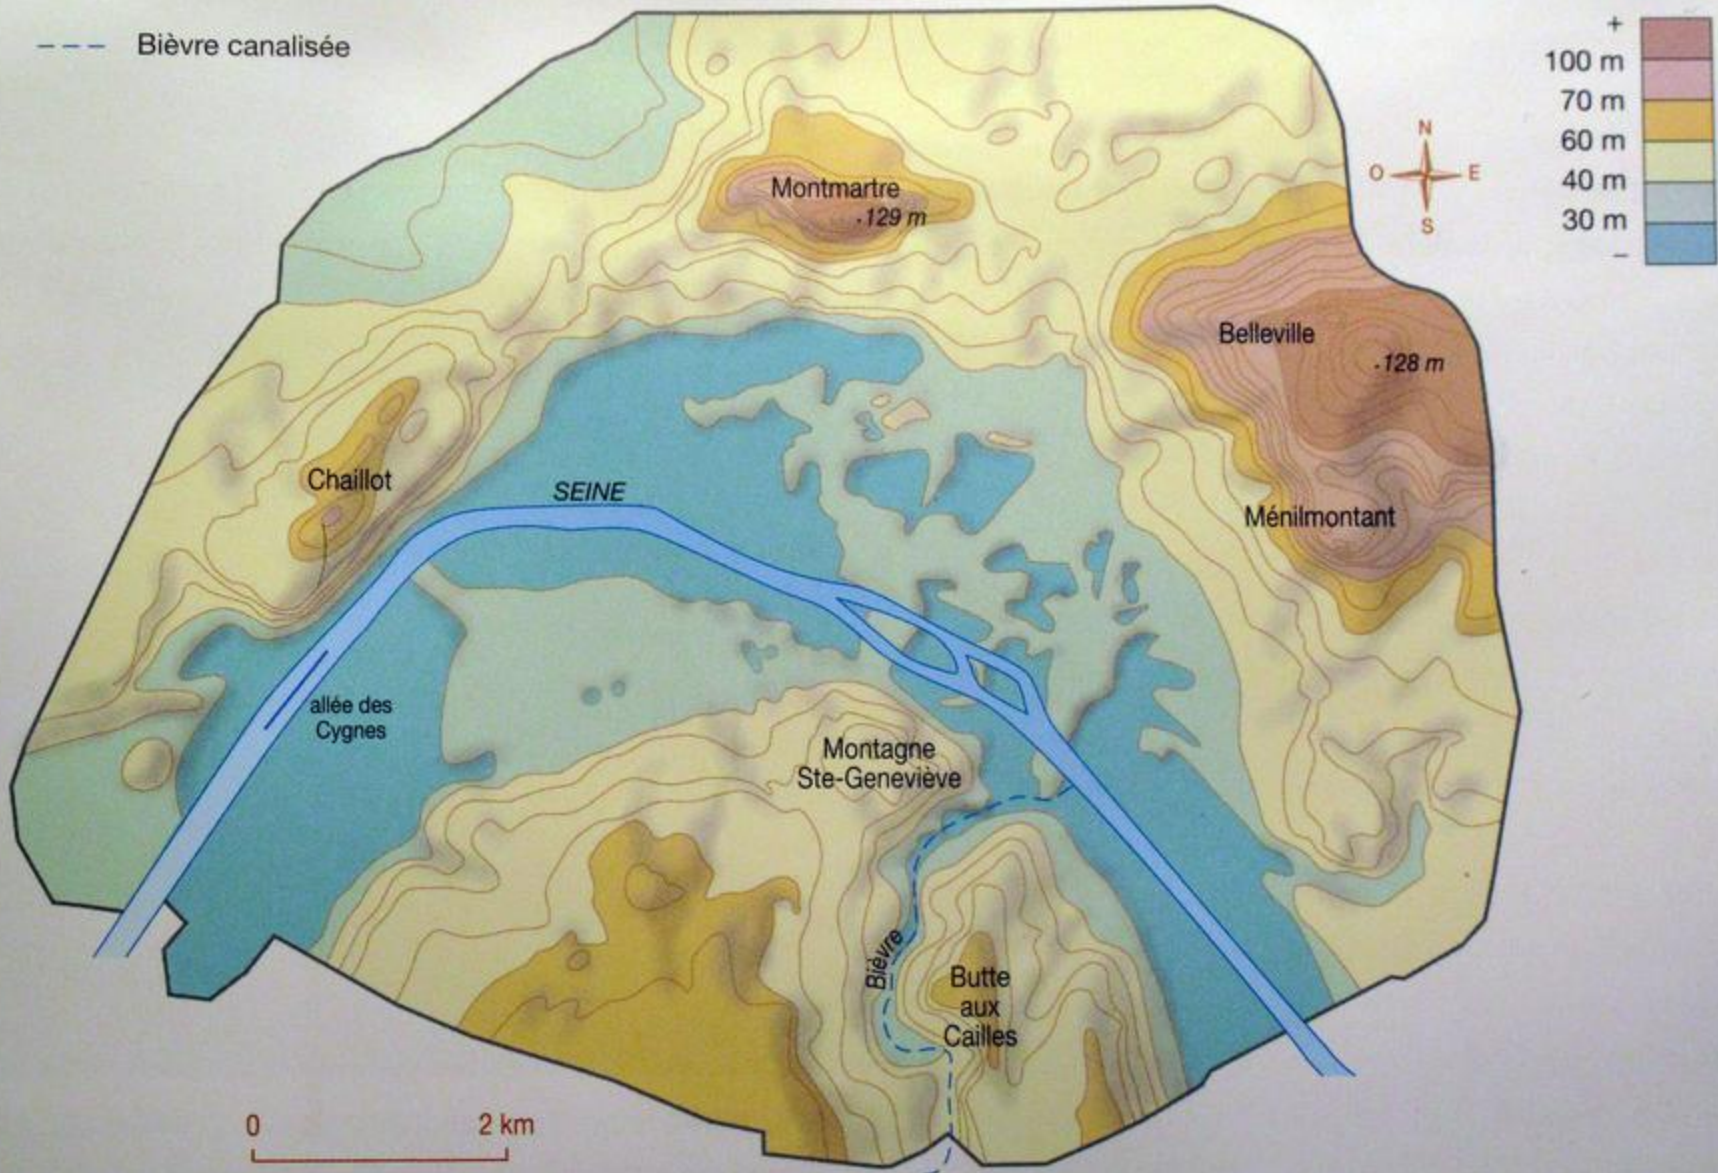 Bièvre canalisée
+
100 m
70 m
60 m
40 m
30 m
–
N
O
E
S
Montmartre
.129 m
Belleville
.128 m
Chaillot
SEINE
Ménilmontant
allée des
Cygnes
Montagne
Ste-Geneviève
Bièvre
Butte
aux
Cailles
0
2 km